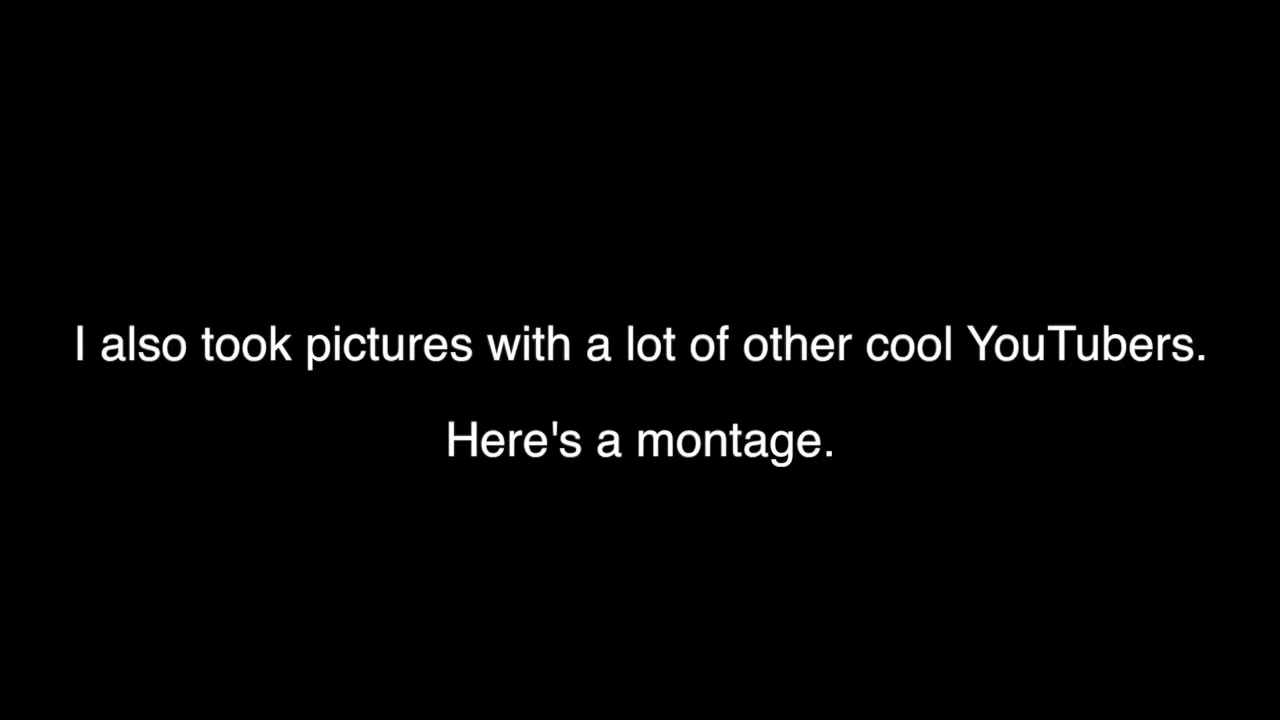 I also took pictures with a lot of other cool YouTubers.
Here's a montage.